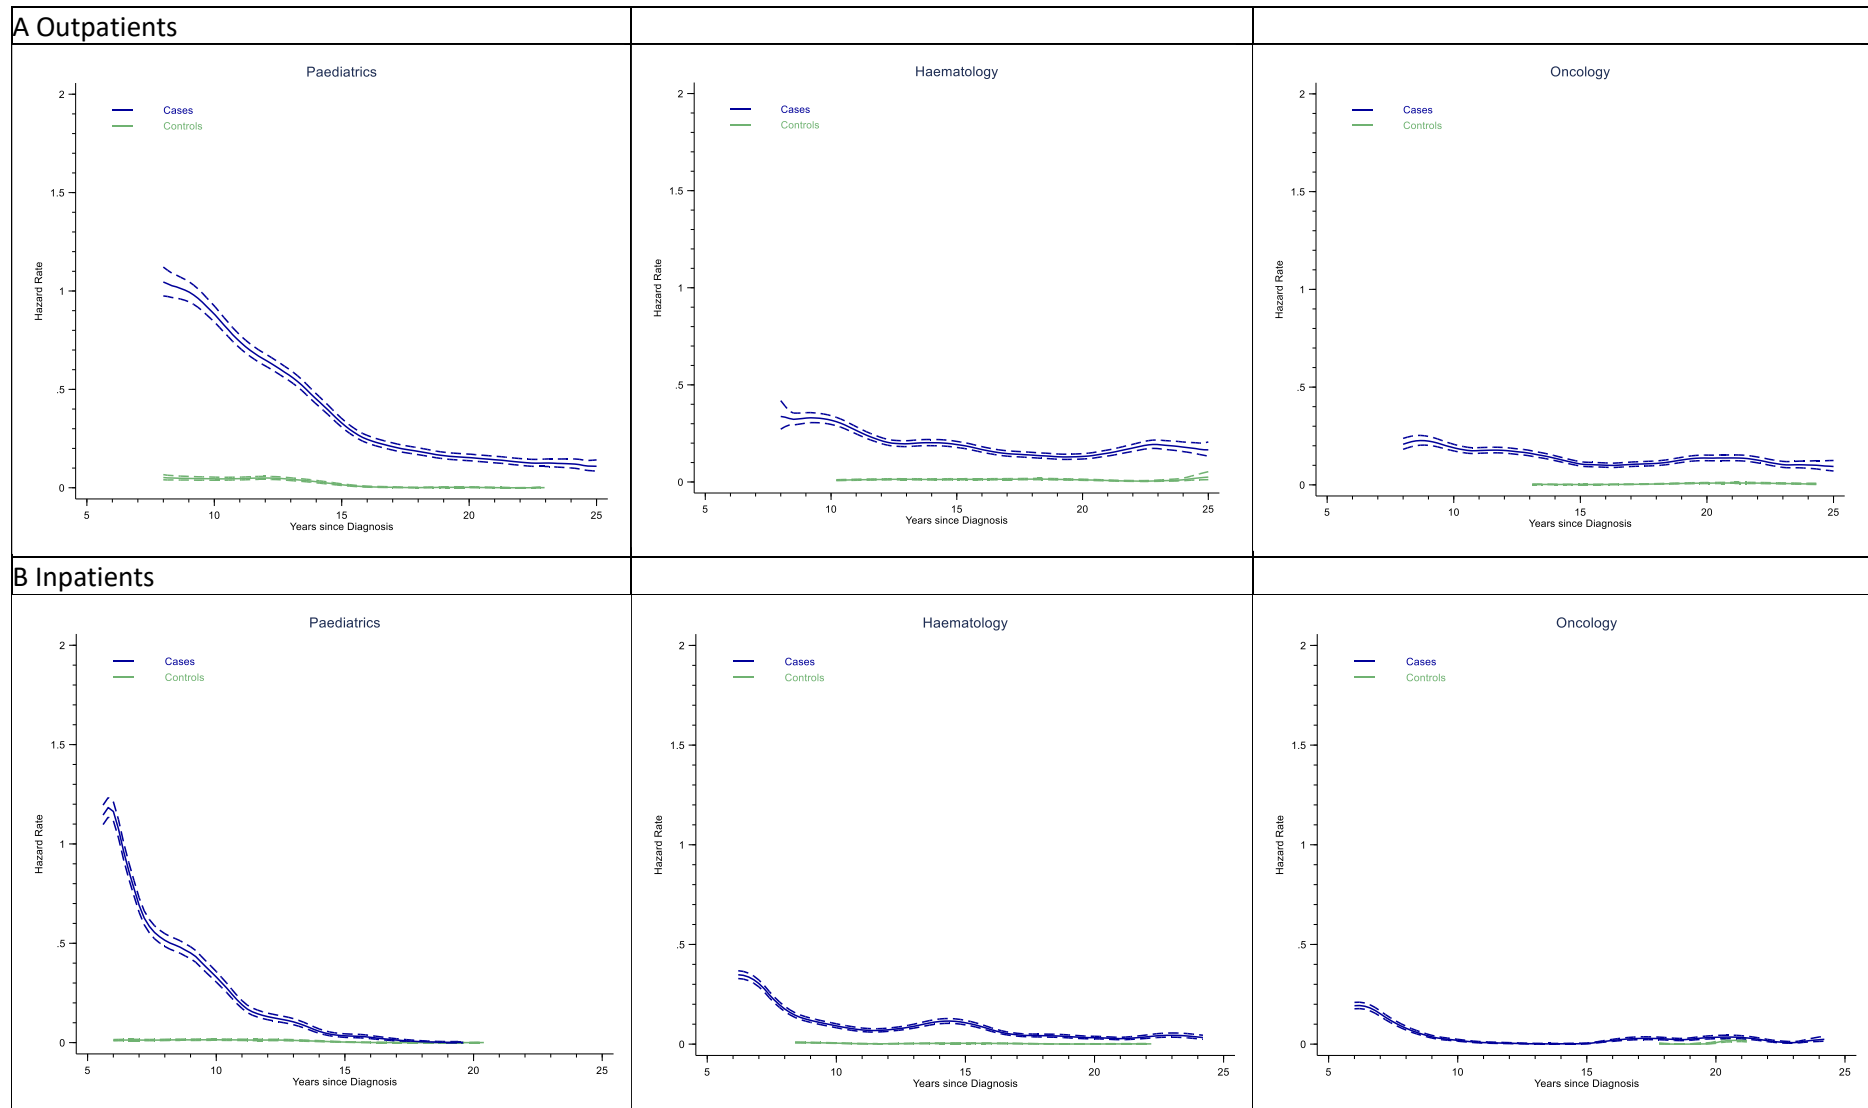 A Outpatients
Paediatrics
Cases
Controls
2
1.5
1
.5
0
Hazard Rate
5 10 15 20 25
Years since Diagnosis
Haematology
Cases
Controls
2
1.5
1
.5
0
Hazard Rate
5 10 15 20 25
Years since Diagnosis
Oncology
Cases
Controls
2
1.5
1
.5
0
Hazard Rate
5 10 15 20 25
Years since Diagnosis
B Inpatients
Paediatrics
Cases
Controls
2
1.5
1
.5
0
Hazard Rate
5 10 15 20 25
Years since Diagnosis
Haematology
Cases
Controls
2
1.5
1
.5
0
Hazard Rate
5 10 15 20 25
Years since Diagnosis
Oncology
Cases
Controls
2
1.5
1
.5
0
Hazard Rate
5 10 15 20 25
Years since Diagnosis